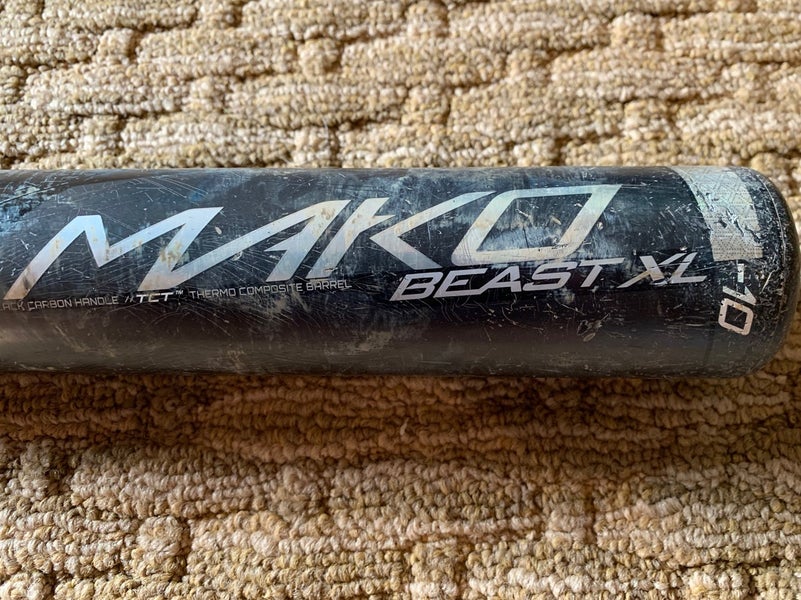 MAKO
BEAST XL
CARBON HANDLE // TCT™ THERMO COMPOSITE BARREL
-10